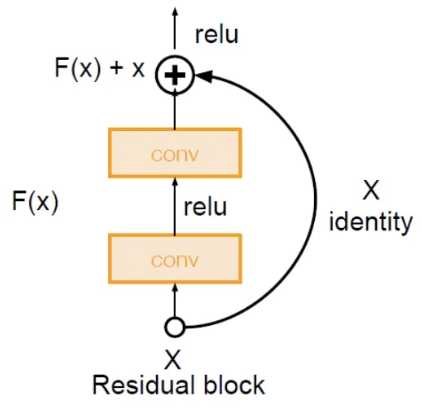 relu
F(x) + x
conv
F(x)
relu
X
identity
conv
X
Residual block